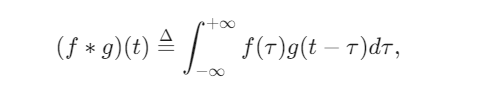 (f * g)(t) ≜ ∫_{-∞}^{+∞} f(τ)g(t − τ)dτ,